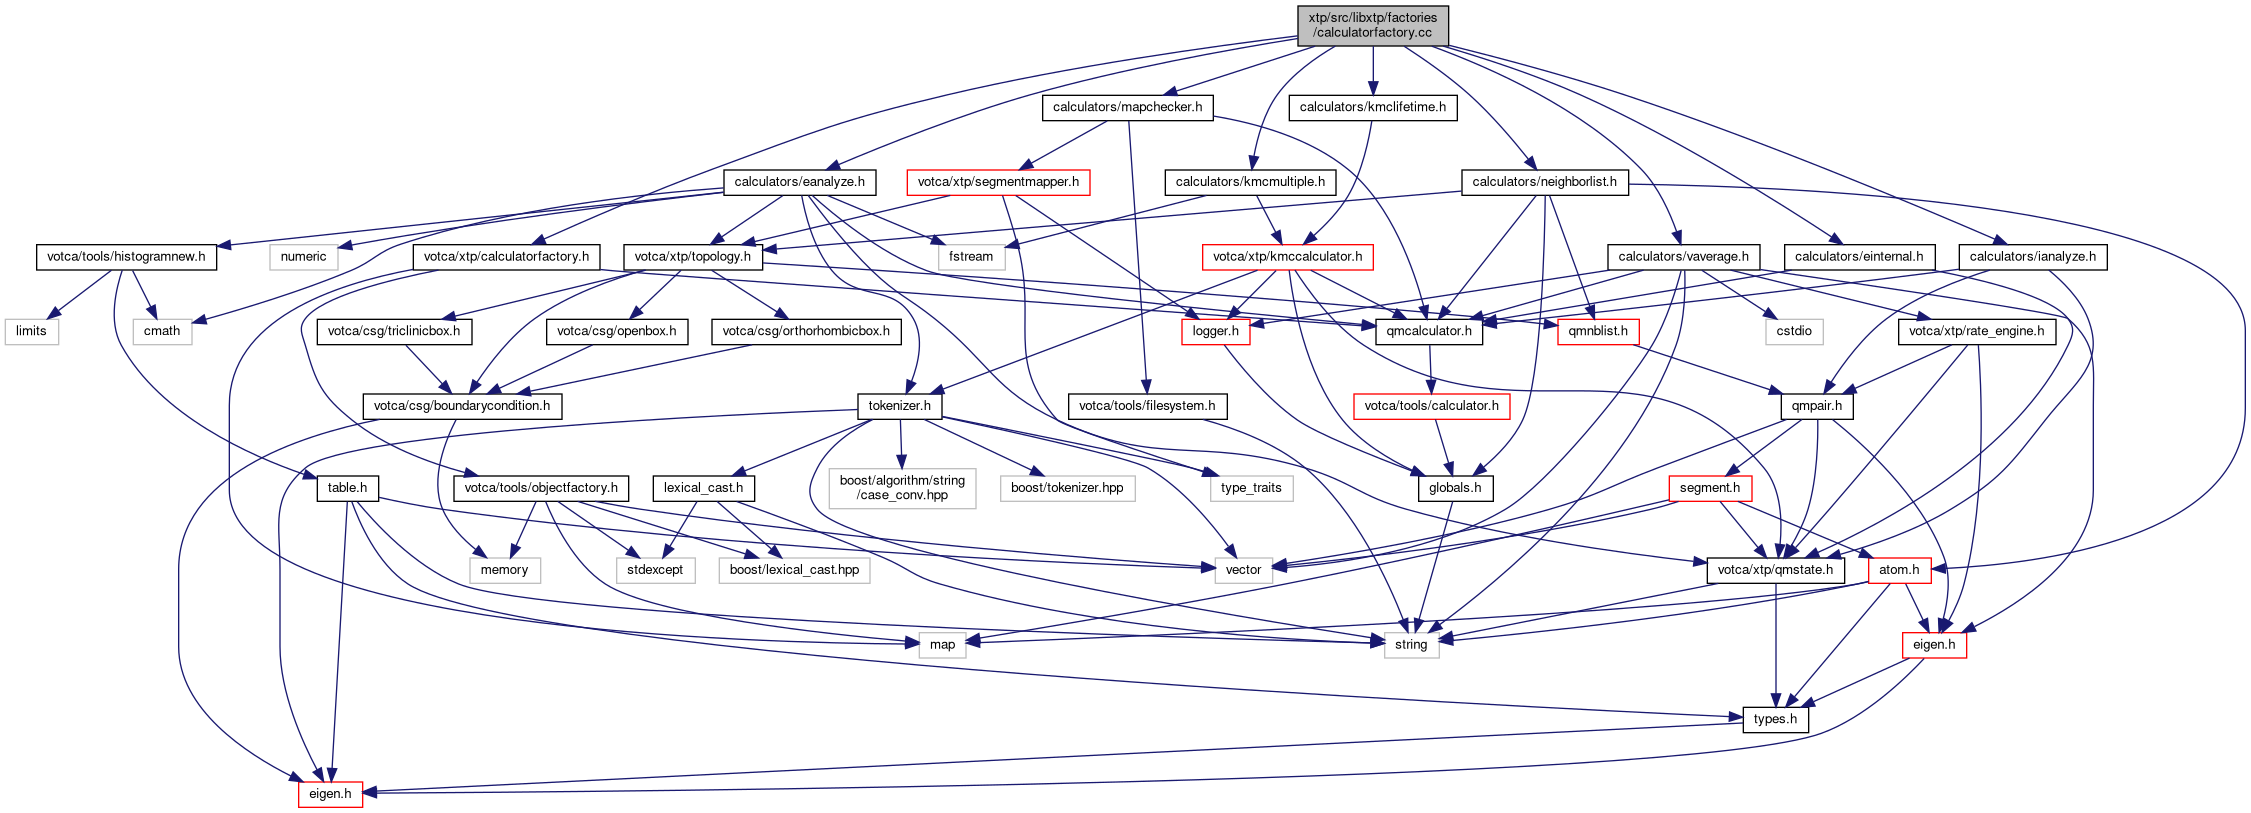 xtp/src/libxtp/factories
/calculatorfactory.cc
calculators/mapchecker.h
calculators/kmclifetime.h
calculators/eanalyze.h
votca/xtp/segmentmapper.h
calculators/kmcmultiple.h
calculators/neighborlist.h
votca/tools/histogramnew.h
numeric
votca/xtp/calculatorfactory.h
votca/xtp/topology.h
fstream
votca/xtp/kmccalculator.h
calculators/vaverage.h
calculators/einternal.h
calculators/ianalyze.h
limits
cmath
votca/csg/triclinicbox.h
votca/csg/openbox.h
votca/csg/orthorhombicbox.h
logger.h
qmcalculator.h
qmnblist.h
cstdio
votca/xtp/rate_engine.h
votca/csg/boundarycondition.h
tokenizer.h
votca/tools/filesystem.h
votca/tools/calculator.h
qmpair.h
table.h
votca/tools/objectfactory.h
lexical_cast.h
boost/algorithm/string
/case_conv.hpp
boost/tokenizer.hpp
type_traits
globals.h
segment.h
memory
stdexcept
boost/lexical_cast.hpp
vector
votca/xtp/qmstate.h
atom.h
map
string
eigen.h
types.h
eigen.h